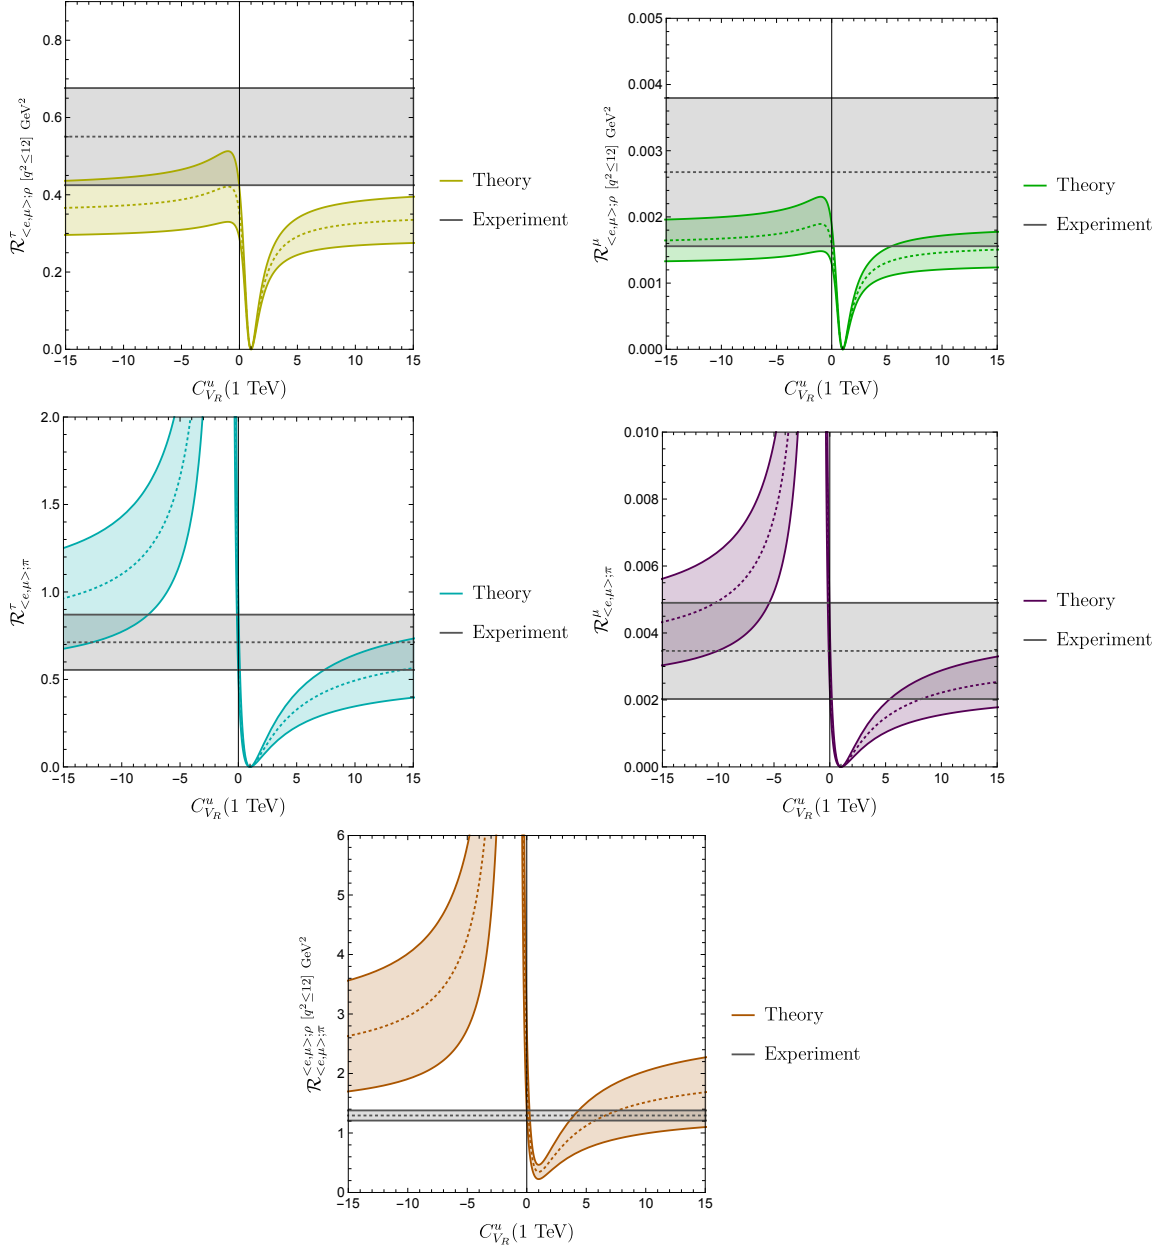 0.8
0.6
0.4
0.2
0.0
−15 −10 −5 0 5 10 15
R^τ_{<e,μ>;ρ [q²≤12] GeV²}
C^u_{V_R}(1 TeV)
Theory
Experiment
0.005
0.004
0.003
0.002
0.001
0.000
−15 −10 −5 0 5 10 15
R^μ_{<e,μ>;ρ [q²≤12] GeV²}
C^u_{V_R}(1 TeV)
Theory
Experiment
2.0
1.5
1.0
0.5
0.0
−15 −10 −5 0 5 10 15
R^τ_{<e,μ>;π}
C^u_{V_R}(1 TeV)
Theory
Experiment
0.010
0.008
0.006
0.004
0.002
0.000
−15 −10 −5 0 5 10 15
R^μ_{<e,μ>;π}
C^u_{V_R}(1 TeV)
Theory
Experiment
6
5
4
3
2
1
0
−15 −10 −5 0 5 10 15
R^{<e,μ>;ρ [q²≤12] GeV²}_{<e,μ>;π}
C^u_{V_R}(1 TeV)
Theory
Experiment